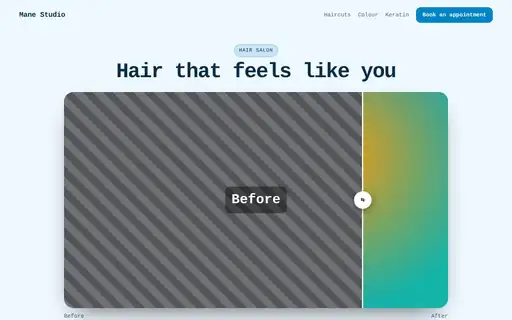 Mane Studio
Haircuts Colour Keratin Book an appointment
HAIR SALON
Hair that feels like you
Before
Before After